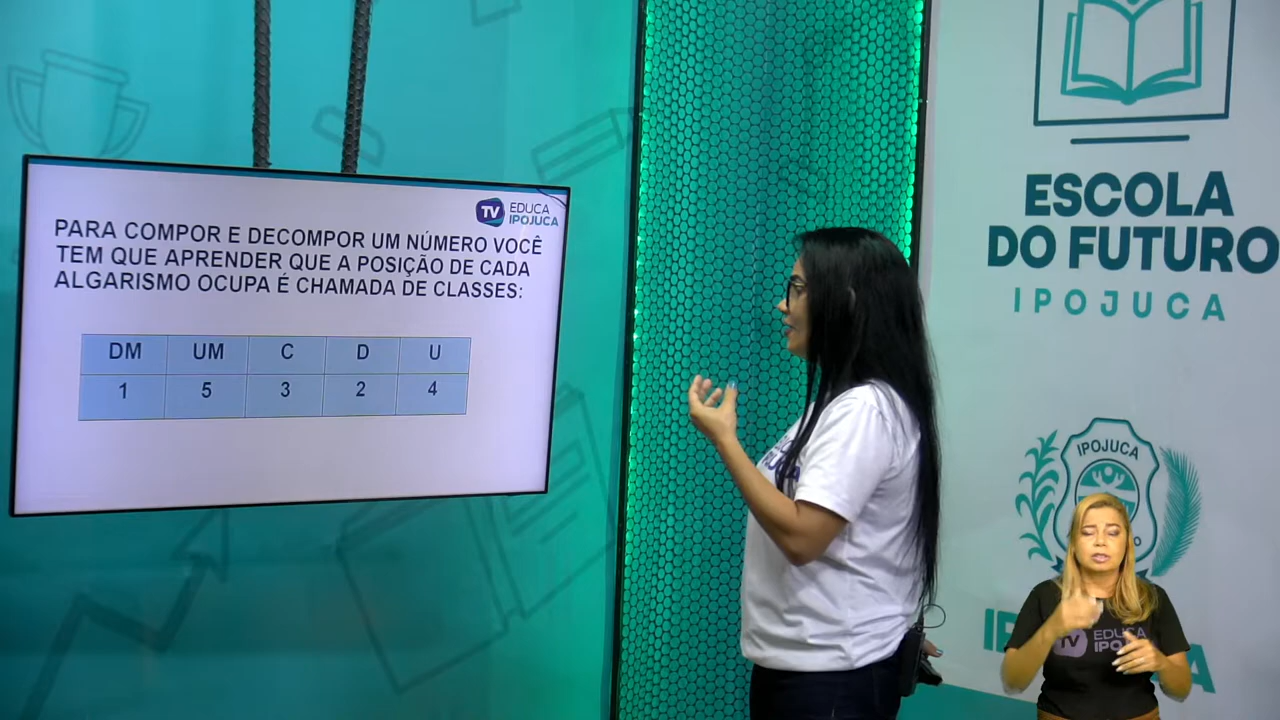 TV EDUCA
IPOJUCA
PARA COMPOR E DECOMPOR UM NÚMERO VOCÊ
TEM QUE APRENDER QUE A POSIÇÃO DE CADA
ALGARISMO OCUPA É CHAMADA DE CLASSES:
DM UM C D U
1 5 3 2 4
ESCOLA
DO FUTURO
IPOJUCA
IPOJUCA
TV EDUCA